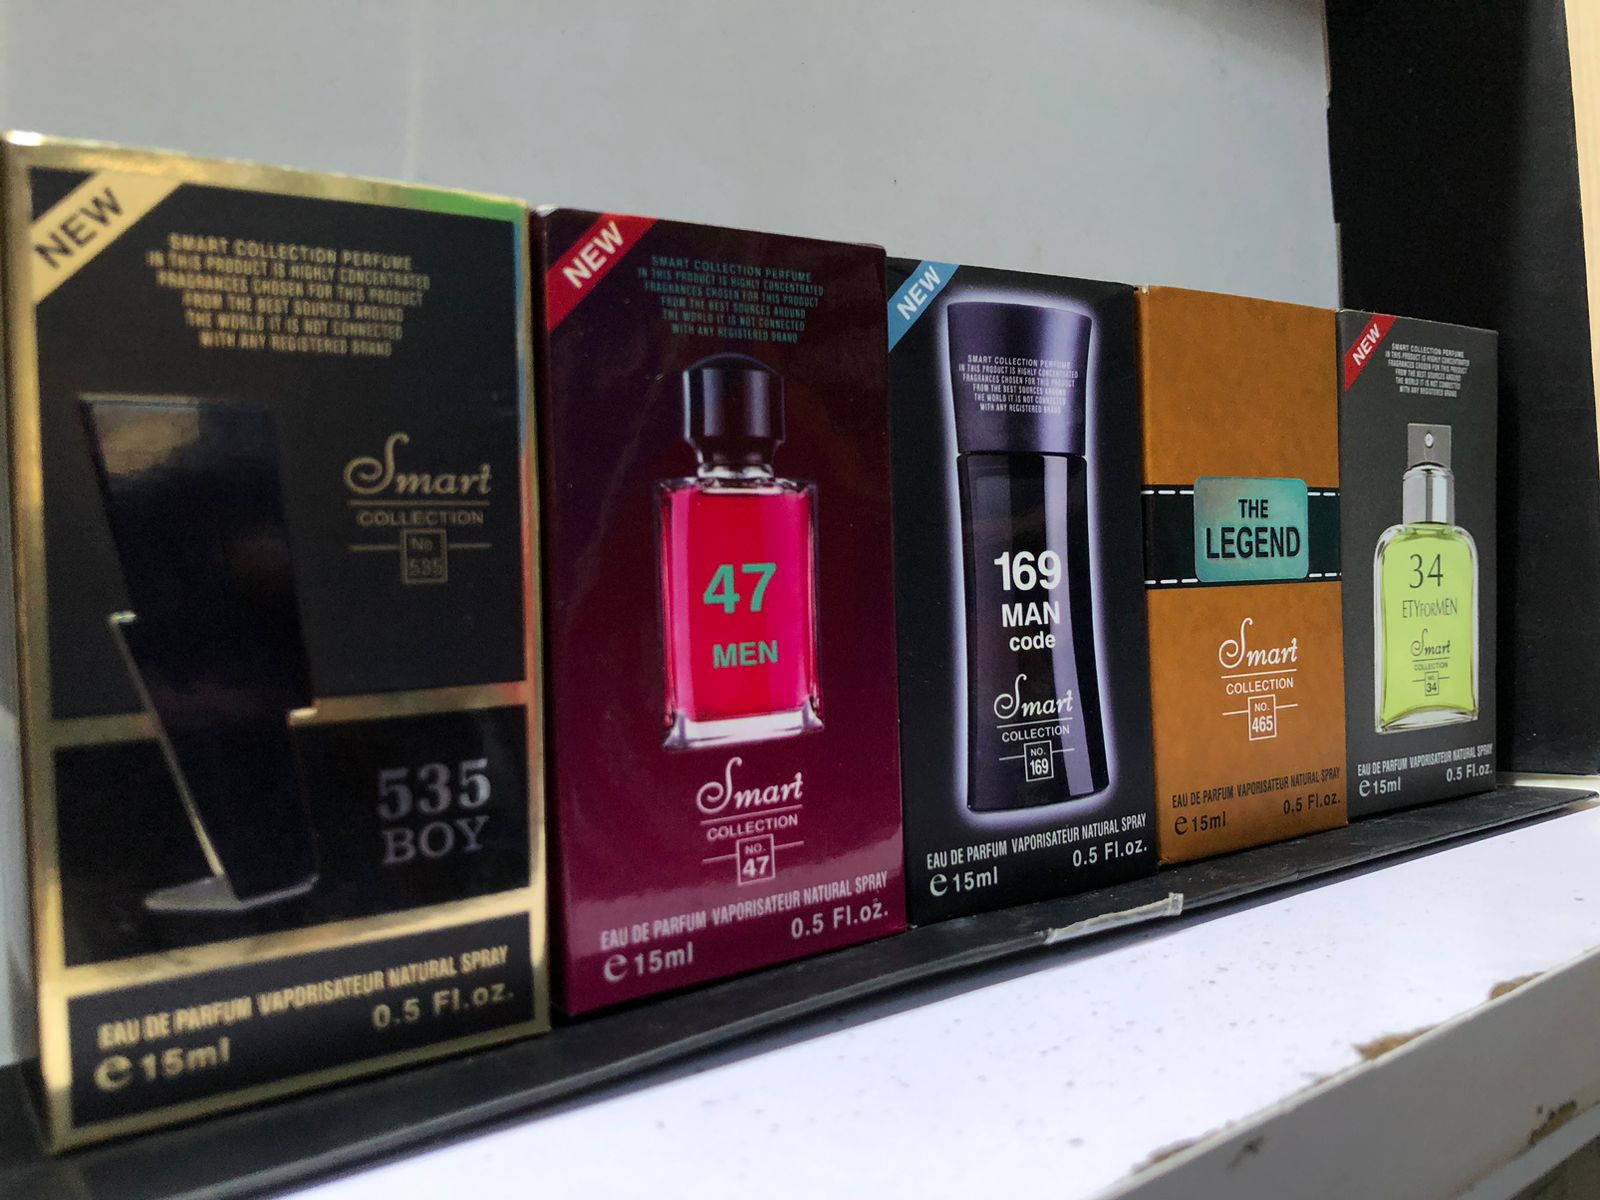 NEW
SMART COLLECTION PERFUME
IN THIS PRODUCT IS HIGHLY CONCENTRATED
FRAGRANCES CHOSEN FOR THIS PRODUCT
FROM THE BEST SOURCES AROUND
THE WORLD IT IS NOT CONNECTED
WITH ANY REGISTERED BRAND
Smart
COLLECTION
No.
535
535
BOY
EAU DE PARFUM VAPORISATEUR NATURAL SPRAY
e 15ml 0.5 Fl.oz.
NEW
SMART COLLECTION PERFUME
IN THIS PRODUCT IS HIGHLY CONCENTRATED
FRAGRANCES CHOSEN FOR THIS PRODUCT
FROM THE BEST SOURCES AROUND
THE WORLD IT IS NOT CONNECTED
WITH ANY REGISTERED BRAND
47
MEN
Smart
COLLECTION
NO.
47
EAU DE PARFUM VAPORISATEUR NATURAL SPRAY
e 15ml 0.5 Fl.oz.
NEW
SMART COLLECTION PERFUME
IN THIS PRODUCT IS HIGHLY CONCENTRATED
FRAGRANCES CHOSEN FOR THIS PRODUCT
FROM THE BEST SOURCES AROUND
THE WORLD IT IS NOT CONNECTED
WITH ANY REGISTERED BRAND
169
MAN
code
Smart
COLLECTION
NO.
169
EAU DE PARFUM VAPORISATEUR NATURAL SPRAY
e 15ml 0.5 Fl.oz.
THE
LEGEND
Smart
COLLECTION
NO.
465
EAU DE PARFUM VAPORISATEUR NATURAL SPRAY
e 15ml 0.5 Fl.oz.
NEW
SMART COLLECTION PERFUME
IN THIS PRODUCT IS HIGHLY CONCENTRATED
FRAGRANCES CHOSEN FOR THIS PRODUCT
FROM THE BEST SOURCES AROUND
THE WORLD IT IS NOT CONNECTED
WITH ANY REGISTERED BRAND
34
ETYFORMEN
Smart
COLLECTION
NO.
34
EAU DE PARFUM VAPORISATEUR NATURAL SPRAY
e 15ml 0.5 Fl.oz.